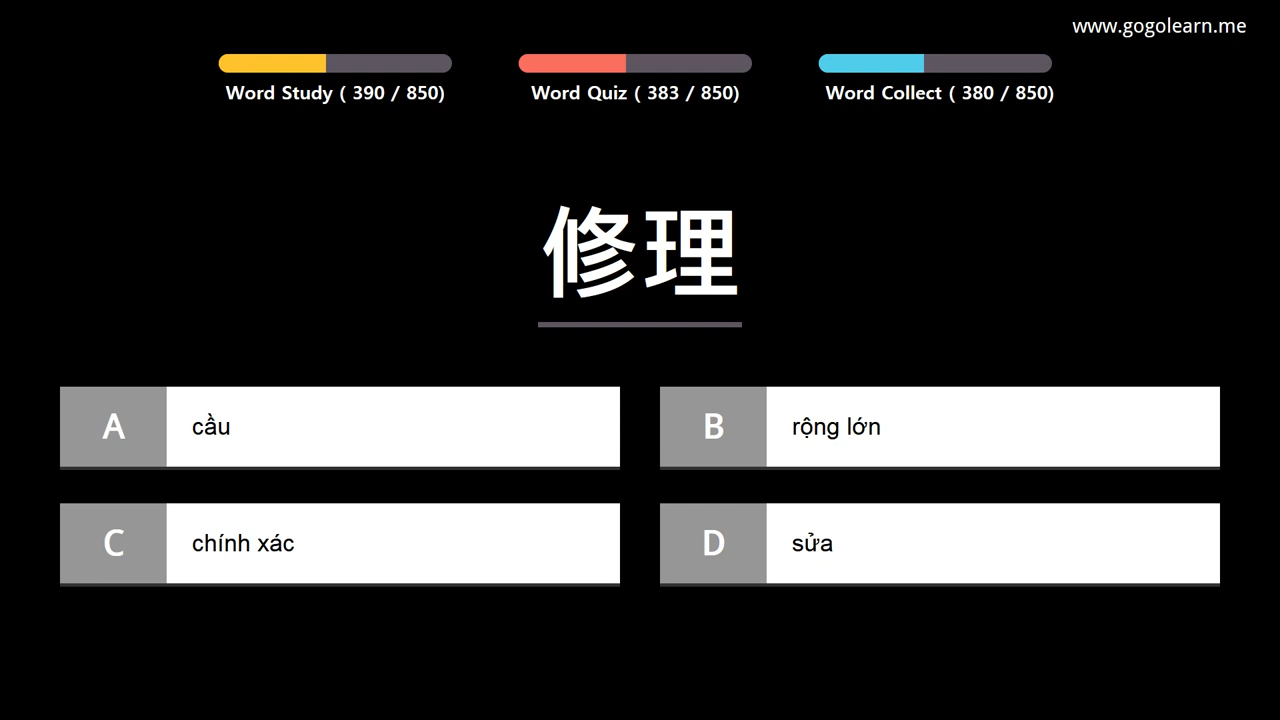 www.gogolearn.me
Word Study ( 390 / 850)
Word Quiz ( 383 / 850)
Word Collect ( 380 / 850)
修理
A cầu
B rộng lớn
C chính xác
D sửa